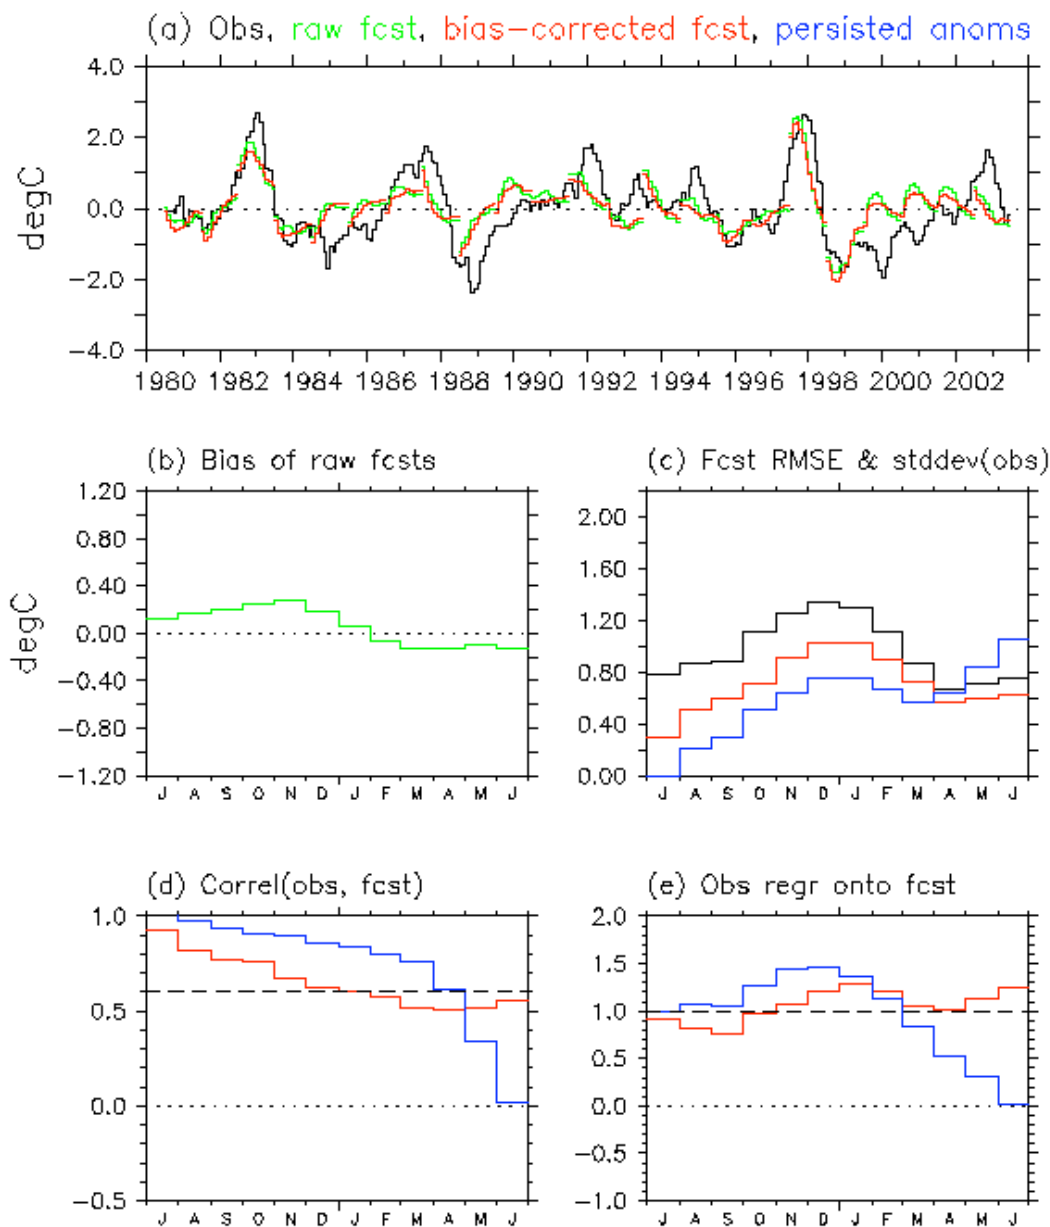 (a) Obs, raw fcst, bias-corrected fcst, persisted anoms
4.0
2.0
0.0
-2.0
-4.0
degC
1980 1982 1984 1986 1988 1990 1992 1994 1996 1998 2000 2002
(b) Bias of raw fcsts
1.20
0.80
0.40
0.00
-0.40
-0.80
-1.20
degC
J A S O N D J F M A M J
(c) Fcst RMSE & stddev(obs)
2.00
1.60
1.20
0.80
0.40
0.00
J A S O N D J F M A M J
(d) Correl(obs, fcst)
1.0
0.5
0.0
-0.5
J A S O N D J F M A M J
(e) Obs regr onto fcst
2.0
1.5
1.0
0.5
0.0
-0.5
-1.0
J A S O N D J F M A M J